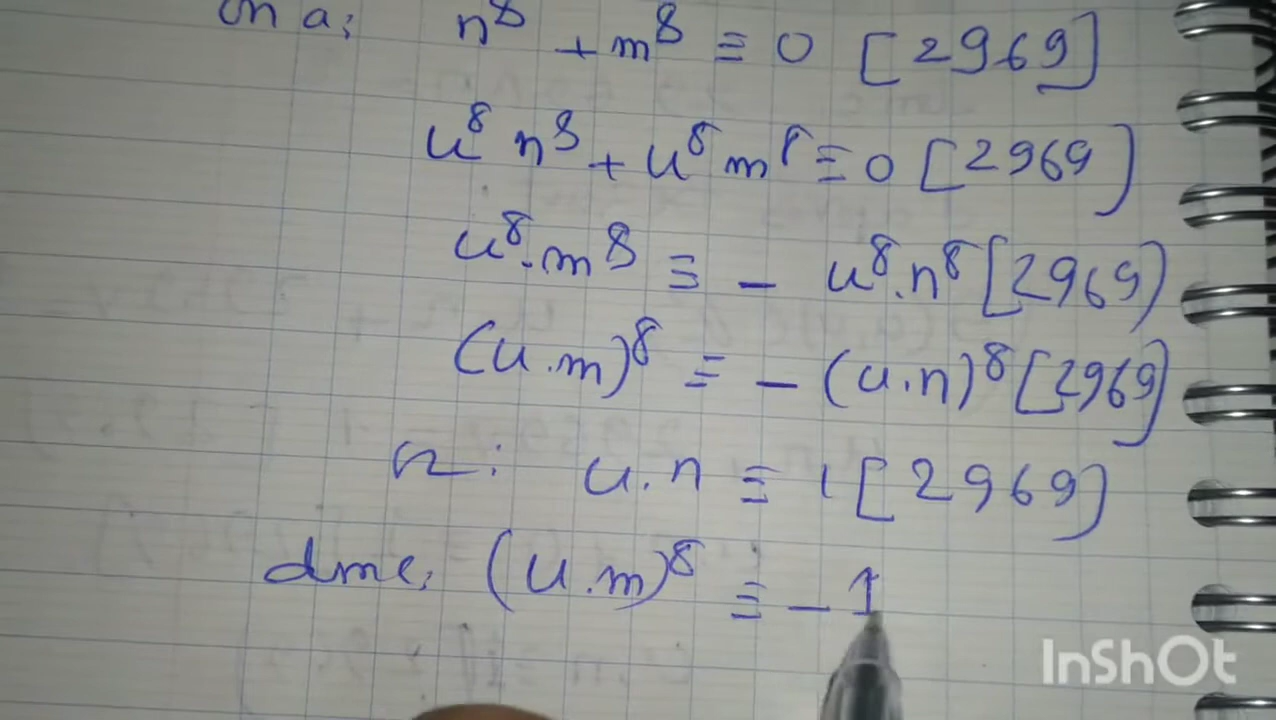 On a: n⁸ + m⁸ ≡ 0 [2969]
u⁸ n⁸ + u⁸ m⁸ ≡ 0 [2969]
u⁸.m⁸ ≡ - u⁸.n⁸ [2969]
(u.m)⁸ ≡ - (u.n)⁸ [2969]
or: u.n ≡ 1 [2969]
donc, (u.m)⁸ ≡ - 1
InShOt